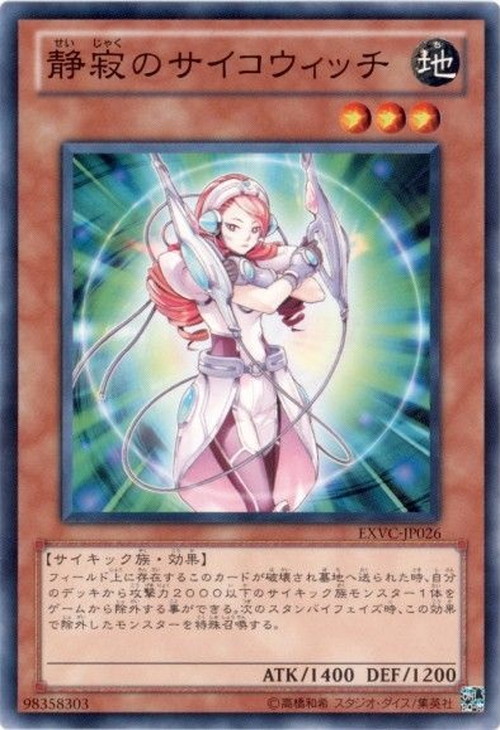 静寂のサイコウィッチ
地
EXVC-JP026
【サイキック族・効果】
フィールド上に存在するこのカードが破壊され墓地へ送られた時、自分
のデッキから攻撃力2000以下のサイキック族モンスター1体を
ゲームから除外する事ができる。次のスタンバイフェイズ時、この効果
で除外したモンスターを特殊召喚する。
ATK/1400 DEF/1200
98358303
©高橋和希 スタジオ・ダイス/集英社